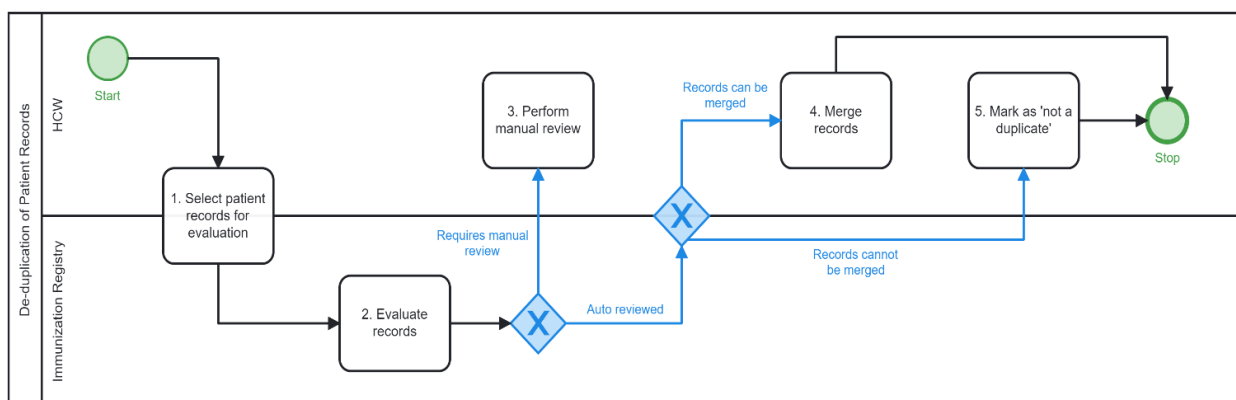 De-duplication of Patient Records
HCW
Immunization Registry
Start
1. Select patient
records for
evaluation
2. Evaluate
records
X
Requires manual
review
3. Perform
manual review
Auto reviewed
X
Records can be
merged
4. Merge
records
Records cannot
be merged
5. Mark as 'not a
duplicate'
Stop